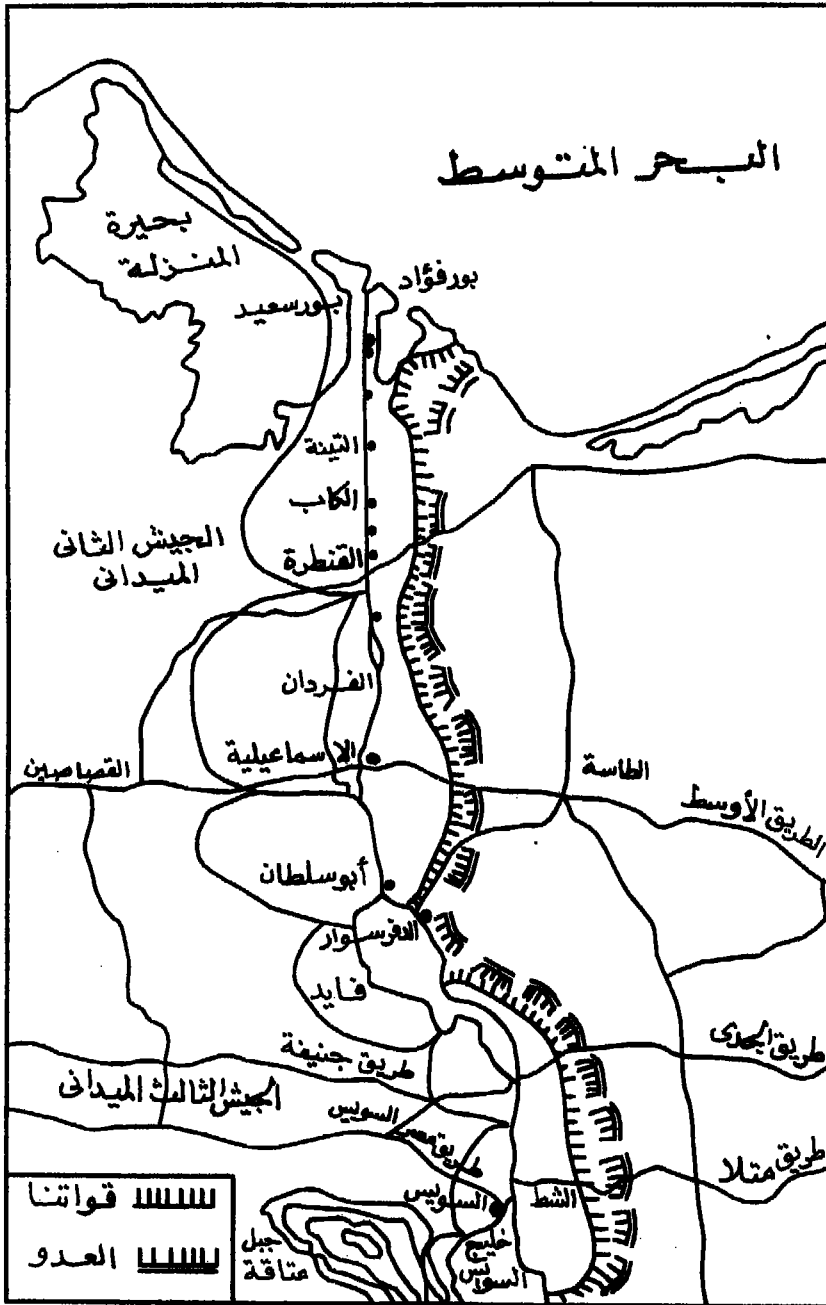 البحر المتوسط
بحيرة
المنزلة
بورفؤاد
بورسعيد
التينة
الكاب
القنطرة
الجيش الثانى
الميدانى
الفردان
الاسماعيلية
القصاصين
الطاسة
الطريق الأوسط
أبوسلطان
الدفرسوار
فايد
طريق جنيفة
طريق الجدى
الجيش الثالث الميدانى
طريق مصر السويس
طريق متلا
السويس
الشط
خليج
السويس
جبل
عتاقة
قواتنا
العدو